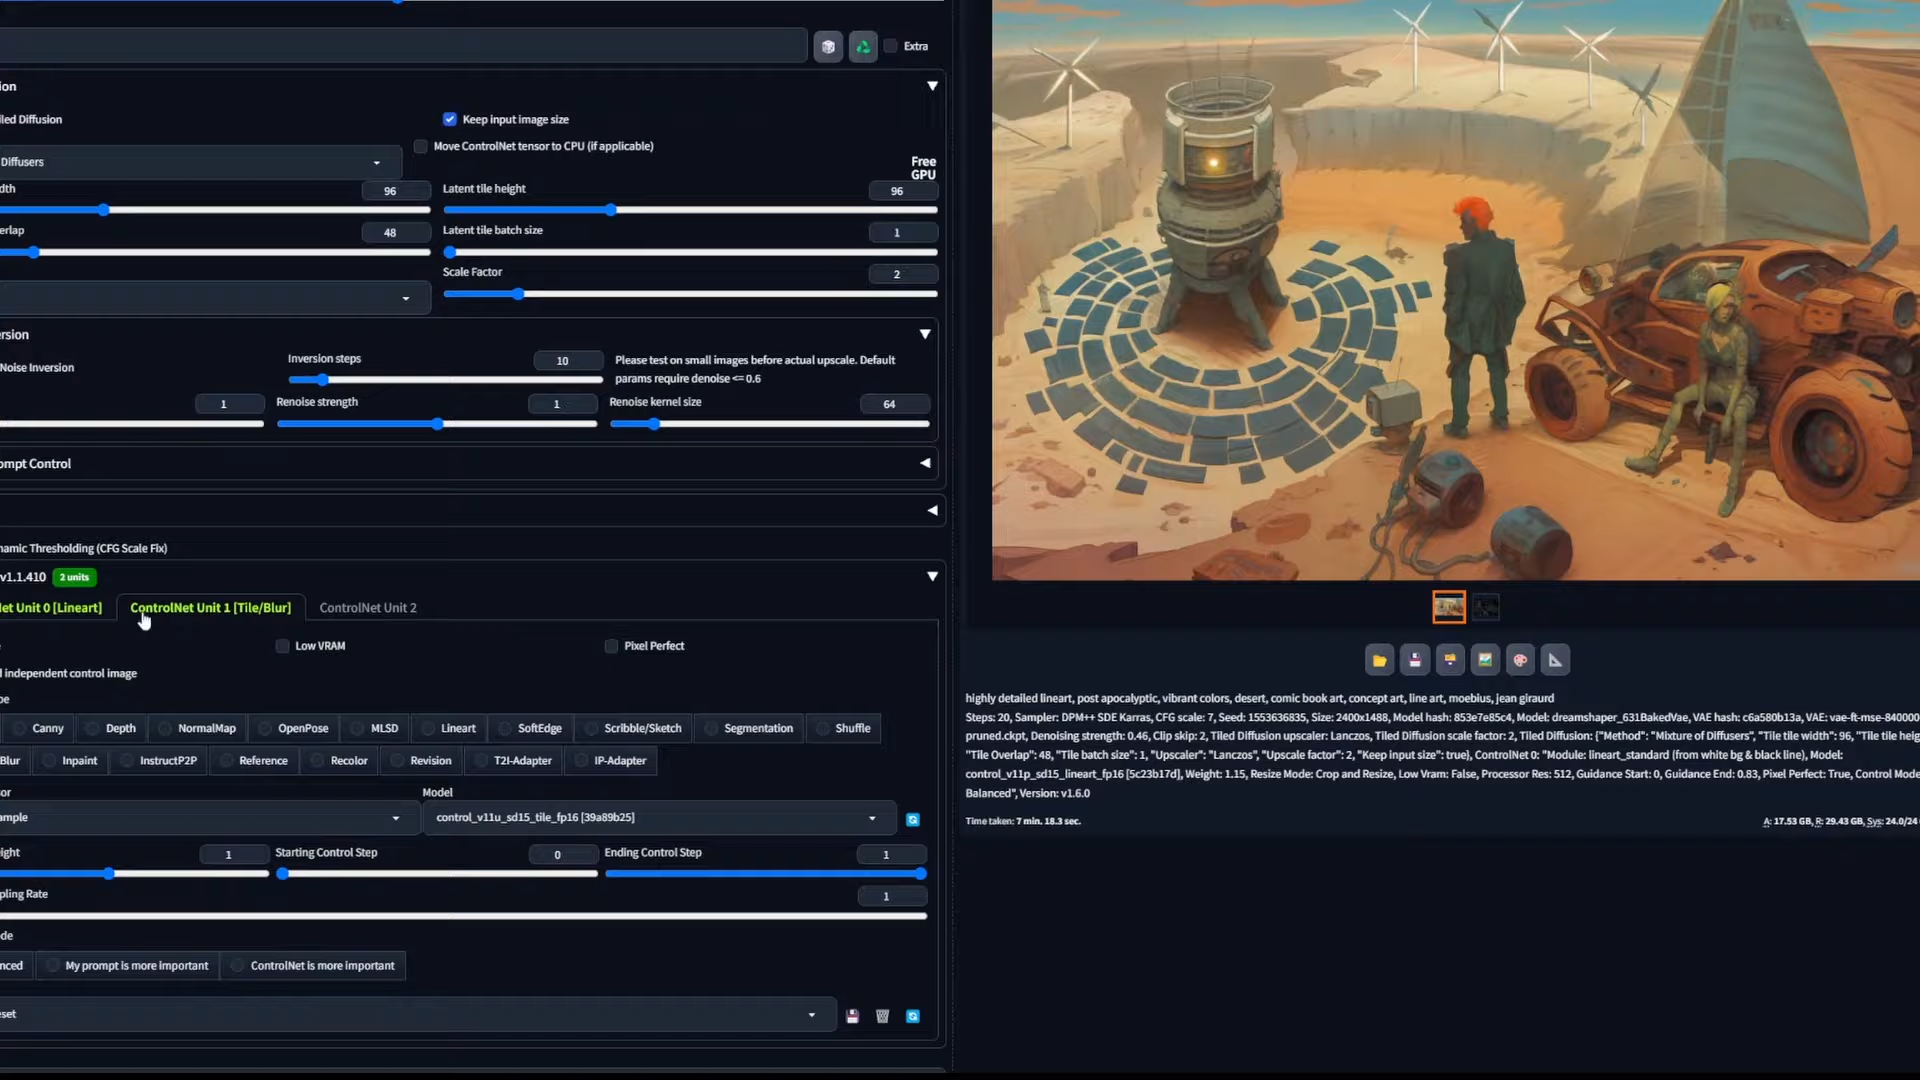 Extra
ion
led Diffusion
Keep input image size
Move ControlNet tensor to CPU (if applicable)
Diffusers
Free
GPU
dth
96
Latent tile height
96
erlap
48
Latent tile batch size
1
Scale Factor
2
ersion
Noise Inversion
Inversion steps
10
Please test on small images before actual upscale. Default
params require denoise <= 0.6
1
Renoise strength
1
Renoise kernel size
64
ompt Control
namic Thresholding (CFG Scale Fix)
v1.1.410
2 units
let Unit 0 [Lineart]
ControlNet Unit 1 [Tile/Blur]
ControlNet Unit 2
e
Low VRAM
Pixel Perfect
l independent control image
pe
Canny
Depth
NormalMap
OpenPose
MLSD
Lineart
SoftEdge
Scribble/Sketch
Segmentation
Shuffle
Blur
Inpaint
InstructP2P
Reference
Recolor
Revision
T2I-Adapter
IP-Adapter
or
Model
ample
control_v11u_sd15_tile_fp16 [39a89b25]
ight
1
Starting Control Step
0
Ending Control Step
1
pling Rate
1
de
nced
My prompt is more important
ControlNet is more important
eset
highly detailed lineart, post apocalyptic, vibrant colors, desert, comic book art, concept art, line art, moebius, jean giraurd
Steps: 20, Sampler: DPM++ SDE Karras, CFG scale: 7, Seed: 1553636835, Size: 2400x1488, Model hash: 853e7e85c4, Model: dreamshaper_631BakedVae, VAE hash: c6a580b13a, VAE: vae-ft-mse-840000
pruned.ckpt, Denoising strength: 0.46, Clip skip: 2, Tiled Diffusion upscaler: Lanczos, Tiled Diffusion scale factor: 2, Tiled Diffusion: {"Method": "Mixture of Diffusers", "Tile tile width": 96, "Tile tile heig
"Tile Overlap": 48, "Tile batch size": 1, "Upscaler": "Lanczos", "Upscale factor": 2, "Keep input size": true}, ControlNet 0: "Module: lineart_standard (from white bg & black line), Model:
control_v11p_sd15_lineart_fp16 [5c23b17d], Weight: 1.15, Resize Mode: Crop and Resize, Low Vram: False, Processor Res: 512, Guidance Start: 0, Guidance End: 0.83, Pixel Perfect: True, Control Mode
Balanced", Version: v1.6.0
Time taken: 7 min. 18.3 sec.
A: 17.53 GB, R: 29.43 GB, Sys: 24.0/24